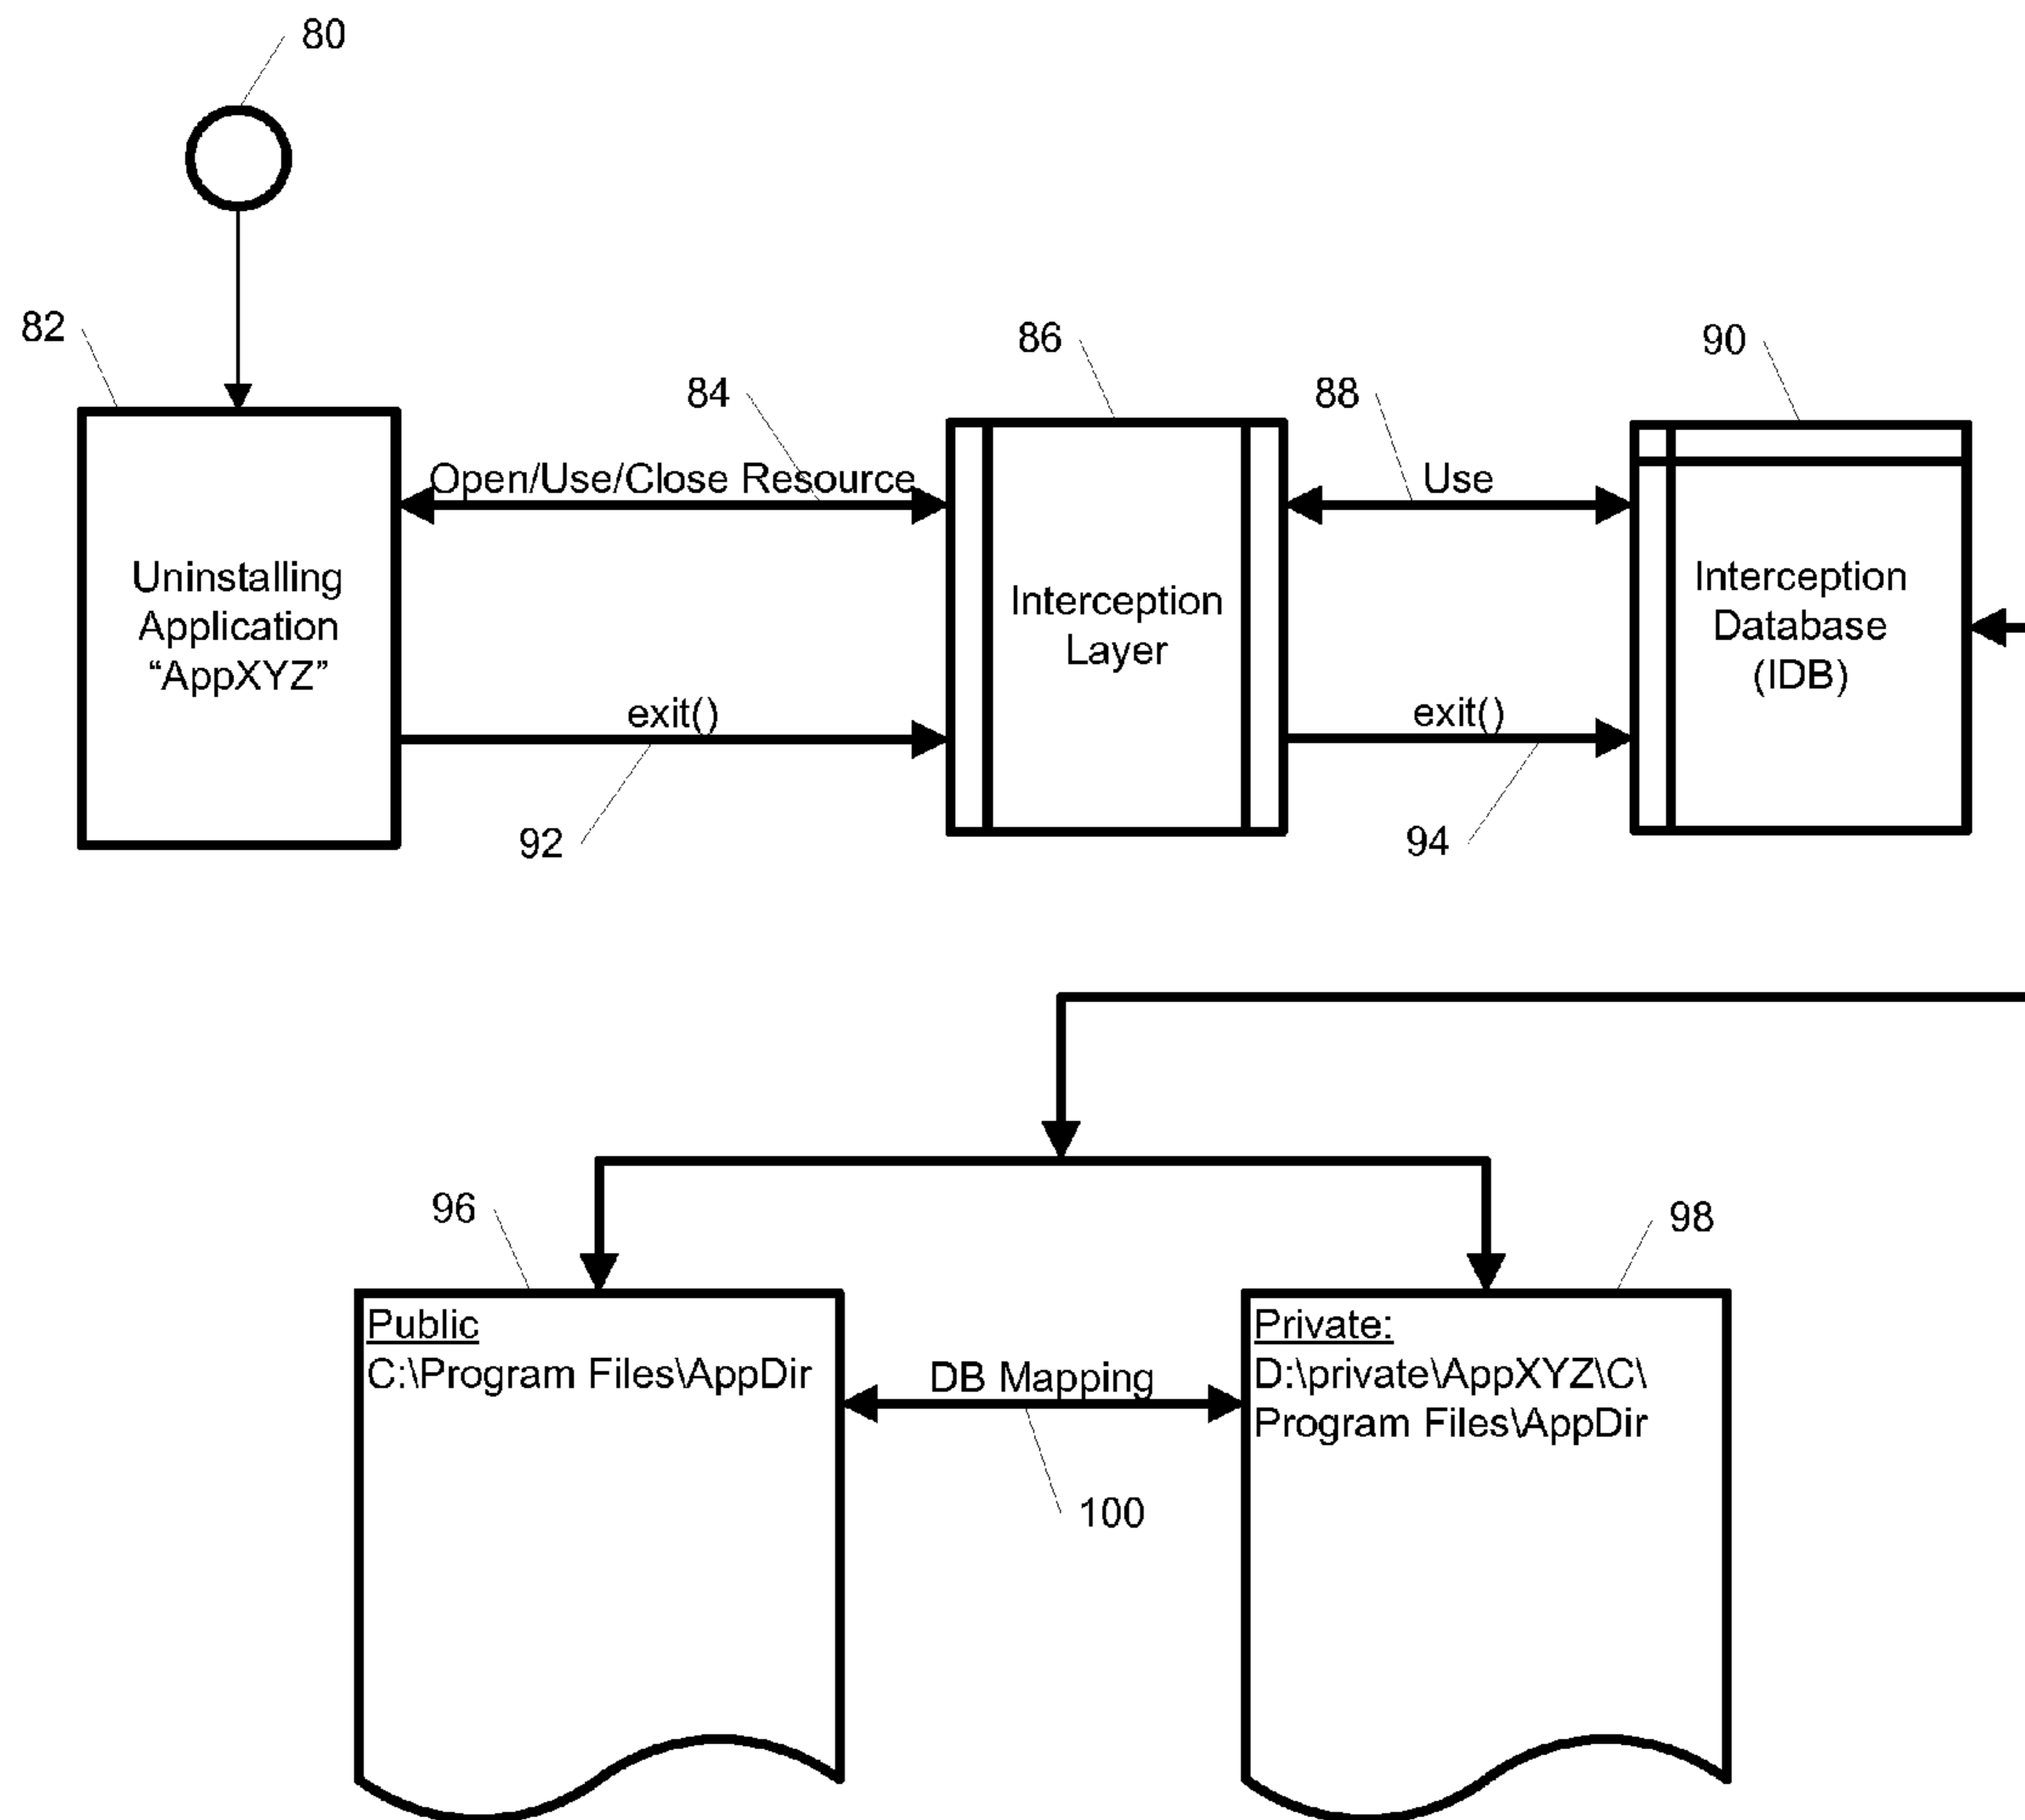 80
82
84
86
88
90
Open/Use/Close Resource
Use
Uninstalling
Application
“AppXYZ”
Interception
Layer
Interception
Database
(IDB)
exit()
exit()
92
94
96
98
Public
C:\Program Files\AppDir
DB Mapping
Private:
D:\private\AppXYZ\C\
Program Files\AppDir
100